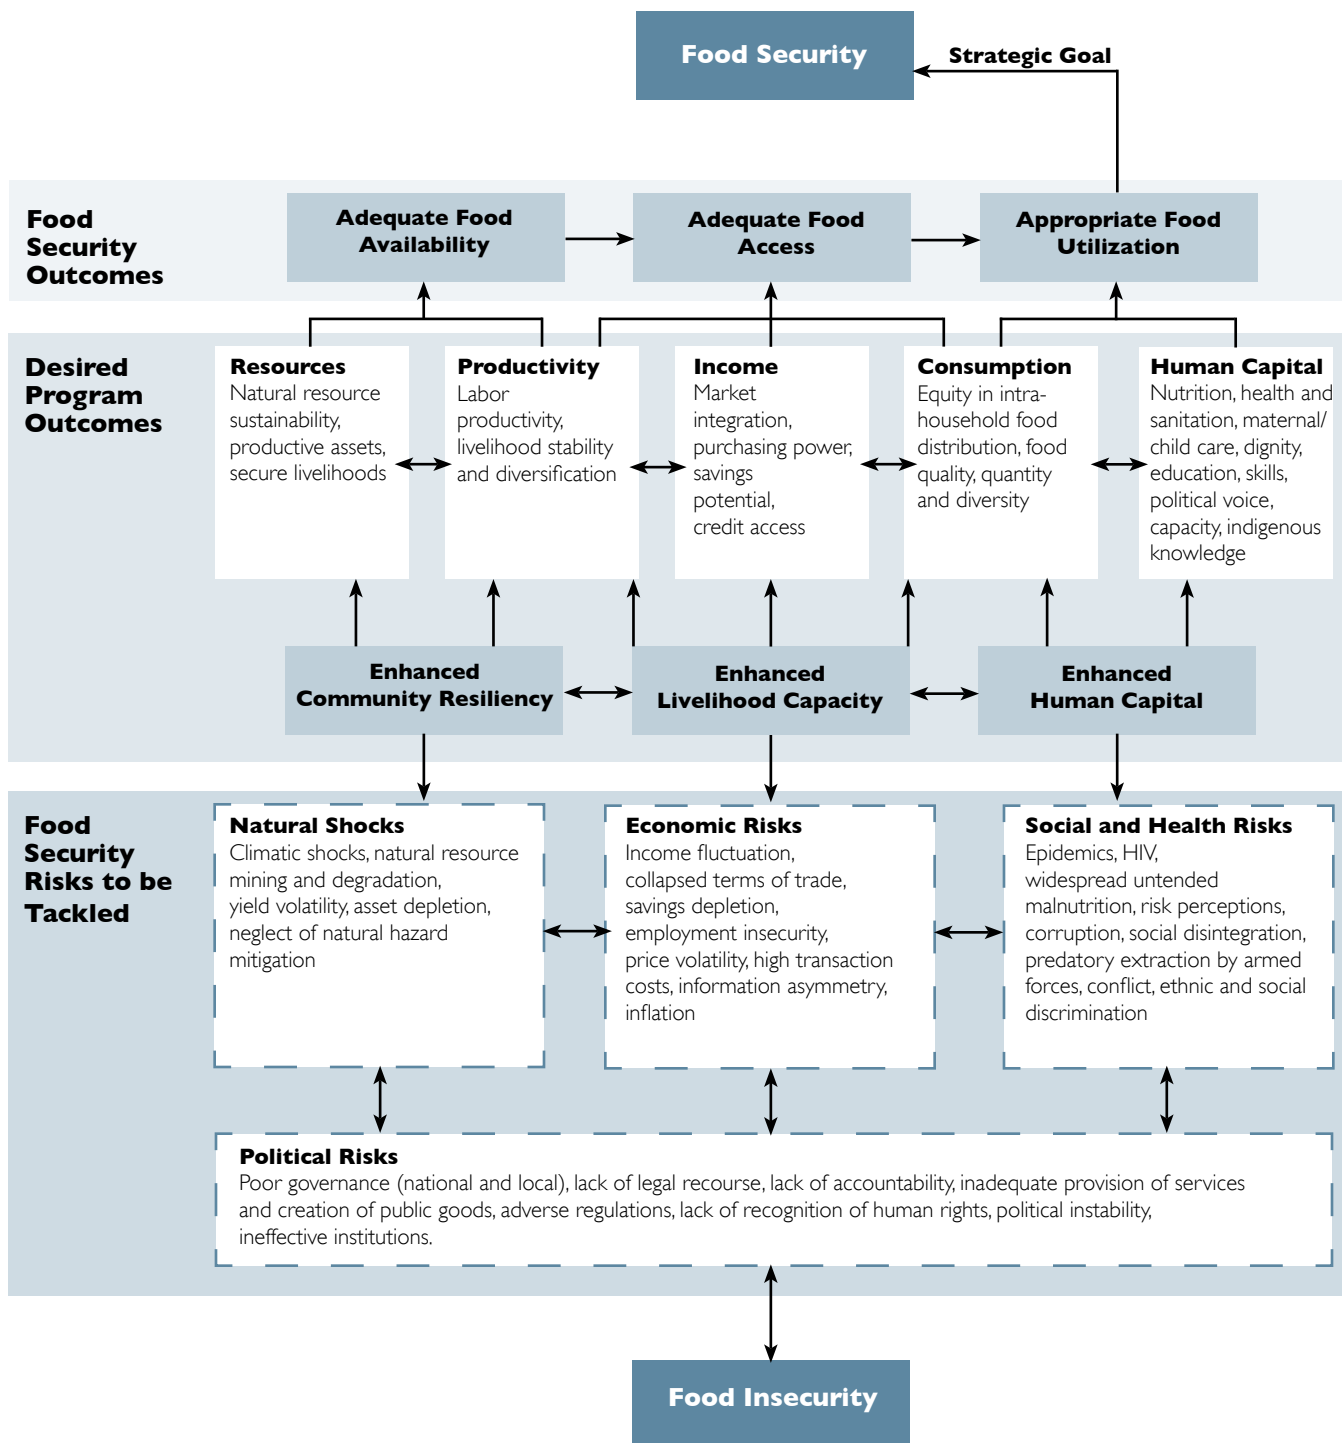 Food Security
Strategic Goal
Food
Security
Outcomes
Adequate Food
Availability
Adequate Food
Access
Appropriate Food
Utilization
Desired
Program
Outcomes
Resources
Natural resource
sustainability,
productive assets,
secure livelihoods
Productivity
Labor
productivity,
livelihood stability
and diversification
Income
Market
integration,
purchasing power,
savings
potential,
credit access
Consumption
Equity in intra-
household food
distribution, food
quality, quantity
and diversity
Human Capital
Nutrition, health and
sanitation, maternal/
child care, dignity,
education, skills,
political voice,
capacity, indigenous
knowledge
Enhanced
Community Resiliency
Enhanced
Livelihood Capacity
Enhanced
Human Capital
Food
Security
Risks to be
Tackled
Natural Shocks
Climatic shocks, natural resource
mining and degradation,
yield volatility, asset depletion,
neglect of natural hazard
mitigation
Economic Risks
Income fluctuation,
collapsed terms of trade,
savings depletion,
employment insecurity,
price volatility, high transaction
costs, information asymmetry,
inflation
Social and Health Risks
Epidemics, HIV,
widespread untended
malnutrition, risk perceptions,
corruption, social disintegration,
predatory extraction by armed
forces, conflict, ethnic and social
discrimination
Political Risks
Poor governance (national and local), lack of legal recourse, lack of accountability, inadequate provision of services
and creation of public goods, adverse regulations, lack of recognition of human rights, political instability,
ineffective institutions.
Food Insecurity